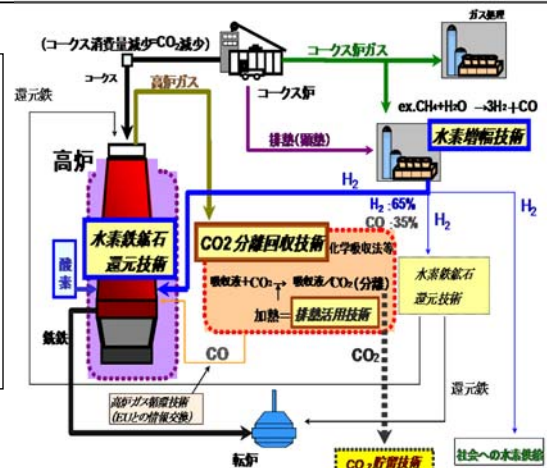 ガス処理
(コークス消費量減少=CO₂減少)
コークス炉ガス
コークス
高炉ガス
コークス炉
還元鉄
ex.CH₄+H₂O →3H₂+CO
排熱(顕熱)
水素増幅技術
高炉
H₂
H₂ :65%
CO :35%
H₂
H₂
水素鉄鉱石
還元技術
CO2分離回収技術
化学吸収法等
酸素
水素鉄鉱石
還元技術
吸収液+CO₂→吸収液/CO₂(分離)
加熱=
排熱活用技術
銑鉄
CO
CO₂
高炉ガス循環技術
(EUとの情報交換)
還元鉄
転炉
CO₂貯留技術
社会への水素供給